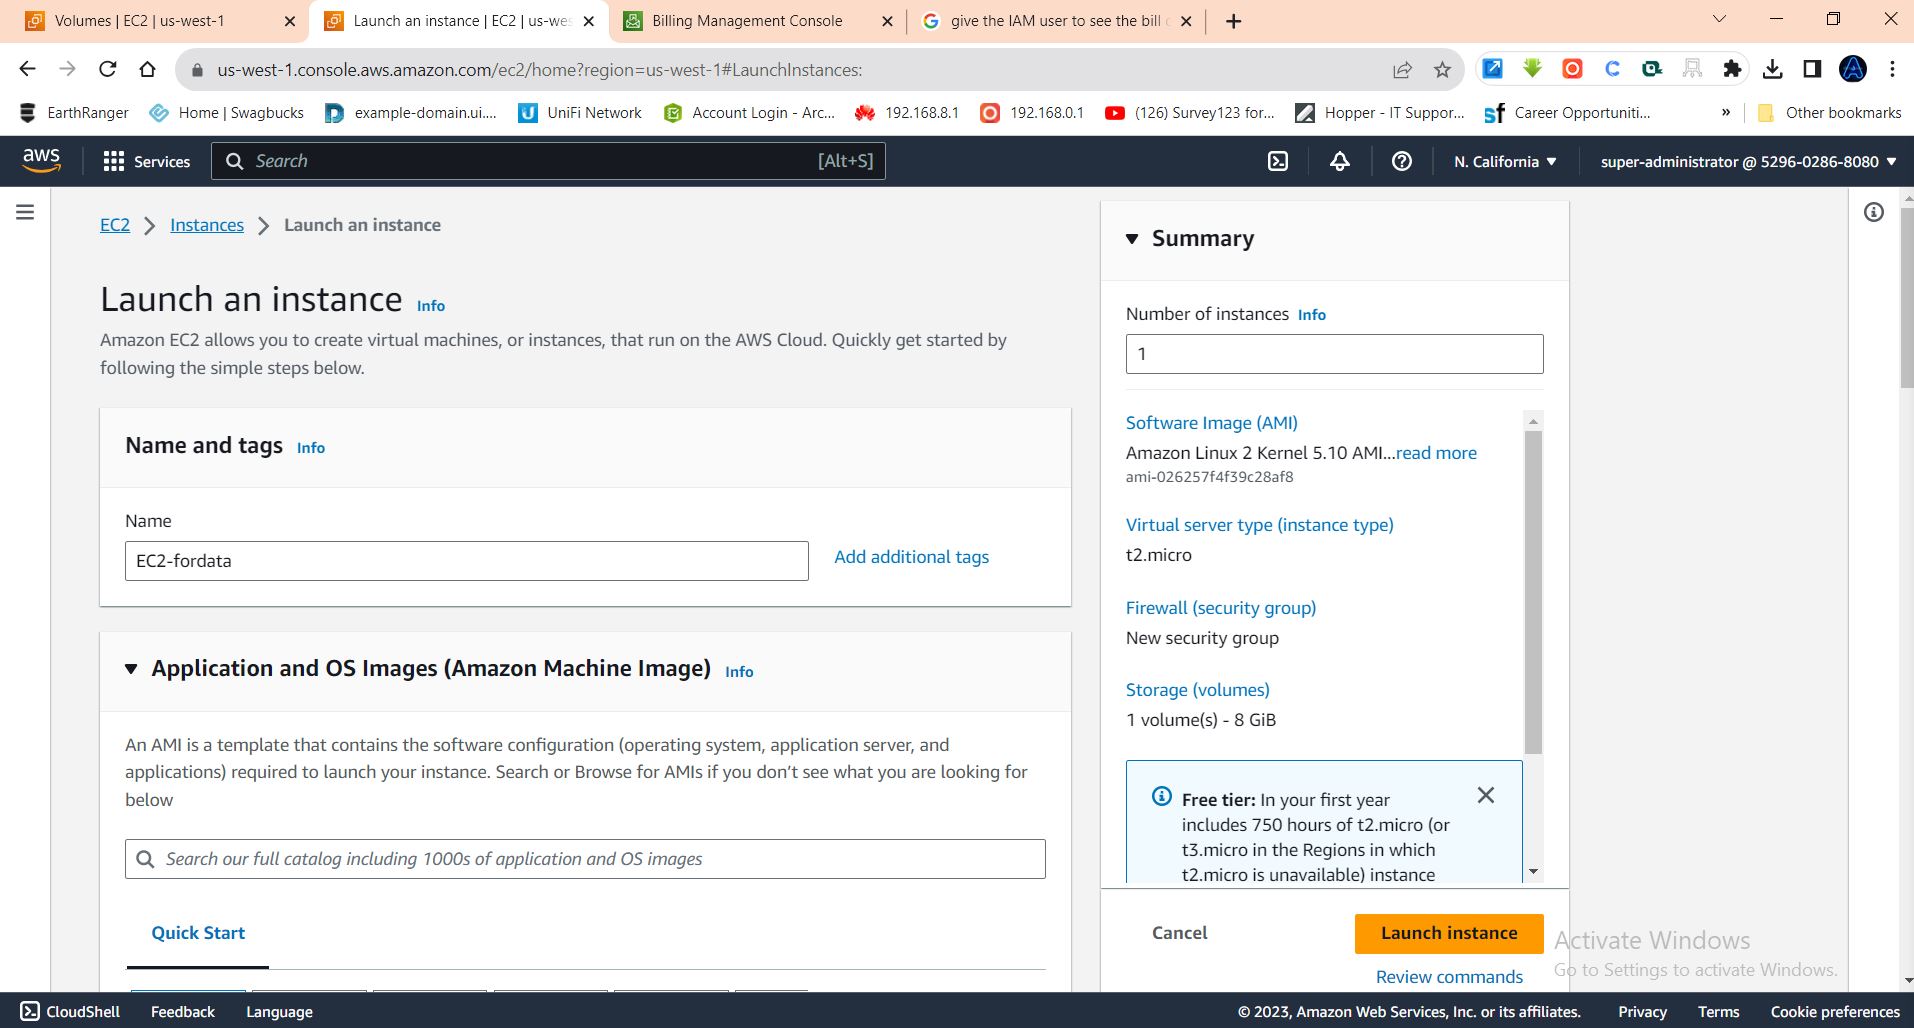 Volumes | EC2 | us-west-1
Launch an instance | EC2 | us-wes
Billing Management Console
give the IAM user to see the bill
us-west-1.console.aws.amazon.com/ec2/home?region=us-west-1#LaunchInstances:
EarthRanger
Home | Swagbucks
example-domain.ui....
UniFi Network
Account Login - Arc...
192.168.8.1
192.168.0.1
(126) Survey123 for...
Hopper - IT Suppor...
Career Opportuniti...
»
Other bookmarks
aws
Services
Search
[Alt+S]
N. California
super-administrator @ 5296-0286-8080
EC2
Instances
Launch an instance
Launch an instance Info
Amazon EC2 allows you to create virtual machines, or instances, that run on the AWS Cloud. Quickly get started by
following the simple steps below.
Name and tags Info
Name
EC2-fordata
Add additional tags
Application and OS Images (Amazon Machine Image) Info
An AMI is a template that contains the software configuration (operating system, application server, and
applications) required to launch your instance. Search or Browse for AMIs if you don’t see what you are looking for
below
Search our full catalog including 1000s of application and OS images
Quick Start
Summary
Number of instances Info
1
Software Image (AMI)
Amazon Linux 2 Kernel 5.10 AMI...read more
ami-026257f4f39c28af8
Virtual server type (instance type)
t2.micro
Firewall (security group)
New security group
Storage (volumes)
1 volume(s) - 8 GiB
Free tier: In your first year
includes 750 hours of t2.micro (or
t3.micro in the Regions in which
t2.micro is unavailable) instance
Cancel
Launch instance
Review commands
Activate Windows
Go to Settings to activate Windows.
CloudShell
Feedback
Language
© 2023, Amazon Web Services, Inc. or its affiliates.
Privacy
Terms
Cookie preferences